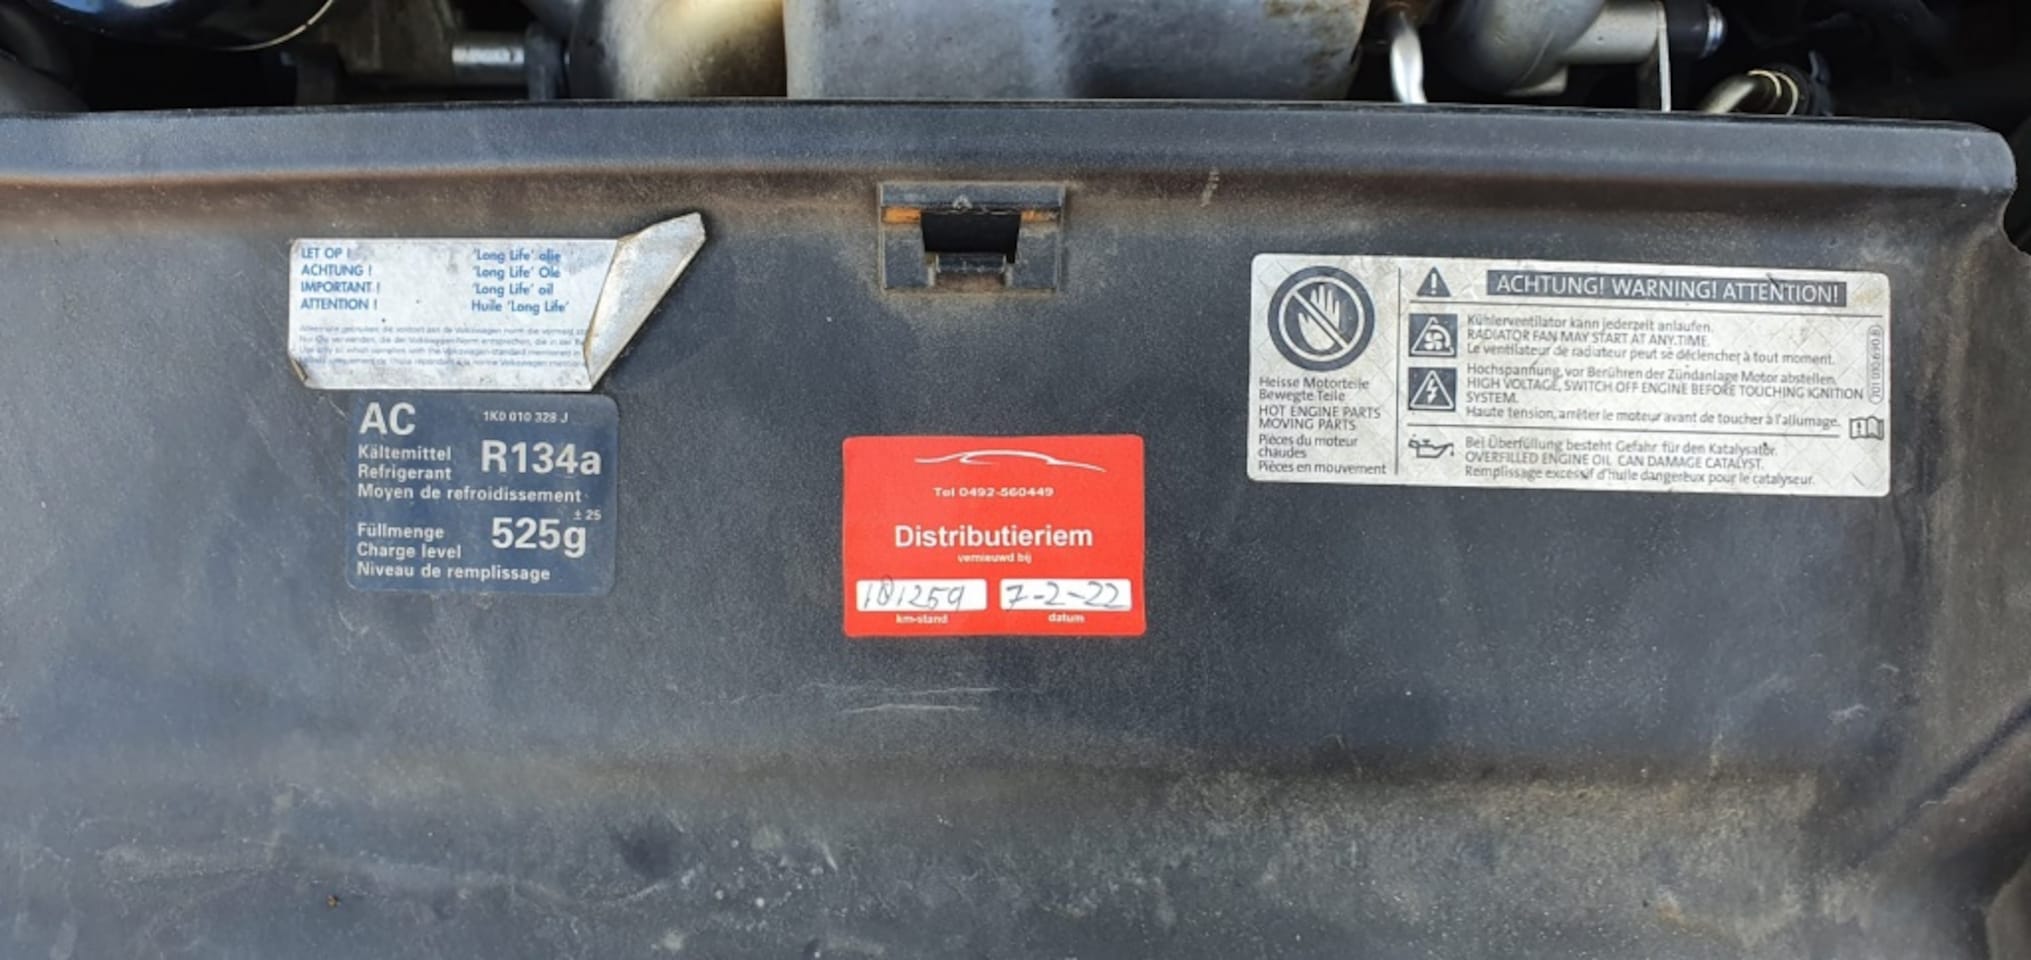 LET OP ! 'Long Life' olie
ACHTUNG ! 'Long Life' Öle
IMPORTANT ! 'Long Life' oil
ATTENTION ! Huile 'Long Life'
AC 1K0 010 328 J
Kältemittel R134a
Refrigerant
Moyen de refroidissement
± 25
Füllmenge 525g
Charge level
Niveau de remplissage
Tel 0492-560449
Distributieriem
vernieuwd bij
101259 7-2-22
km-stand datum
Heisse Motorteile
Bewegte Teile
HOT ENGINE PARTS
MOVING PARTS
Pièces du moteur
chaudes
Pièces en mouvement
ACHTUNG! WARNING! ATTENTION!
Kühlerventilator kann jederzeit anlaufen.
RADIATOR FAN MAY START AT ANY TIME.
Le ventilateur de radiateur peut se déclencher à tout moment.
Hochspannung, vor Berühren der Zündanlage Motor abstellen.
HIGH VOLTAGE, SWITCH OFF ENGINE BEFORE TOUCHING IGNITION
SYSTEM.
Haute tension, arrêter le moteur avant de toucher à l'allumage.
Bei Überfüllung besteht Gefahr für den Katalysator.
OVERFILLED ENGINE OIL CAN DAMAGE CATALYST.
Remplissage excessif d'huile dangereux pour le catalyseur.